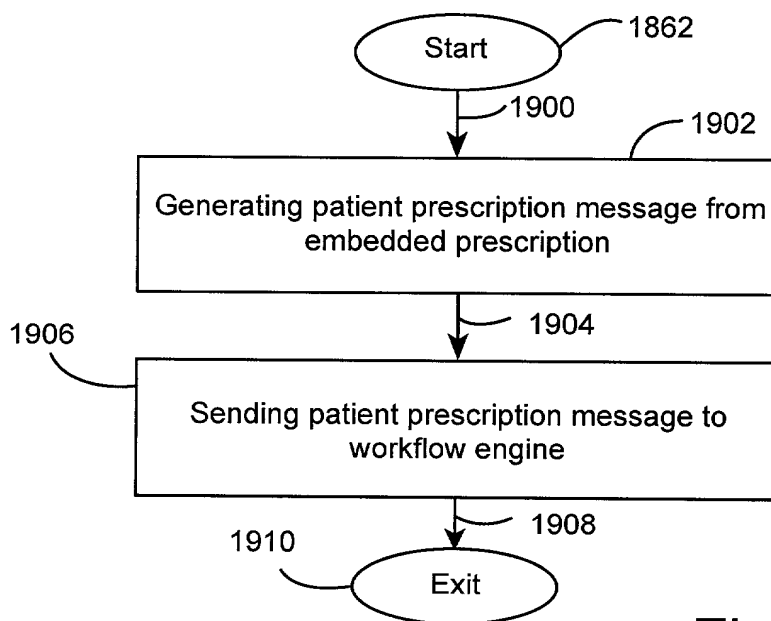 Start
1862
1900
1902
Generating patient prescription message from
embedded prescription
1904
1906
Sending patient prescription message to
workflow engine
1908
1910
Exit